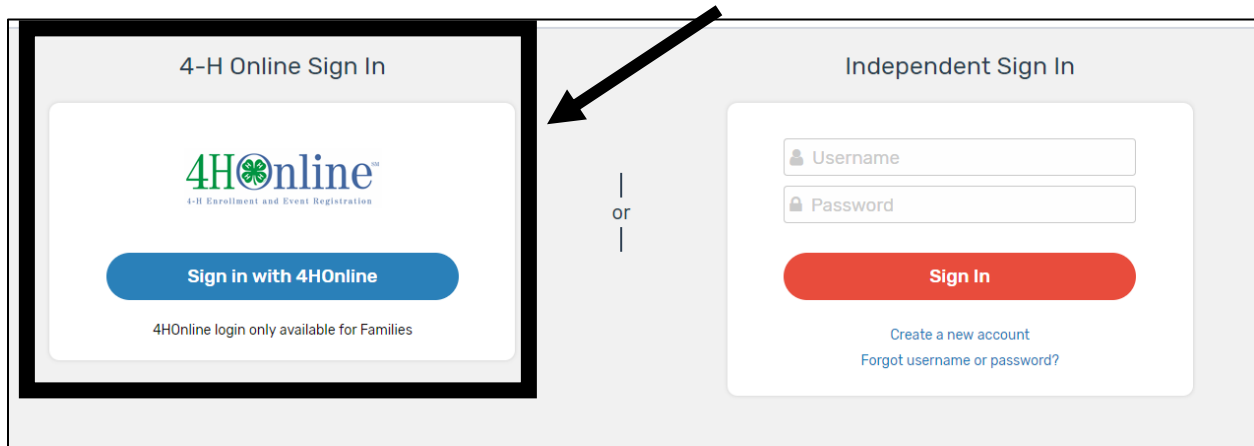 4-H Online Sign In
4HOnline℠
4-H Enrollment and Event Registration
Sign in with 4HOnline
4HOnline login only available for Families
or
Independent Sign In
Username
Password
Sign In
Create a new account
Forgot username or password?